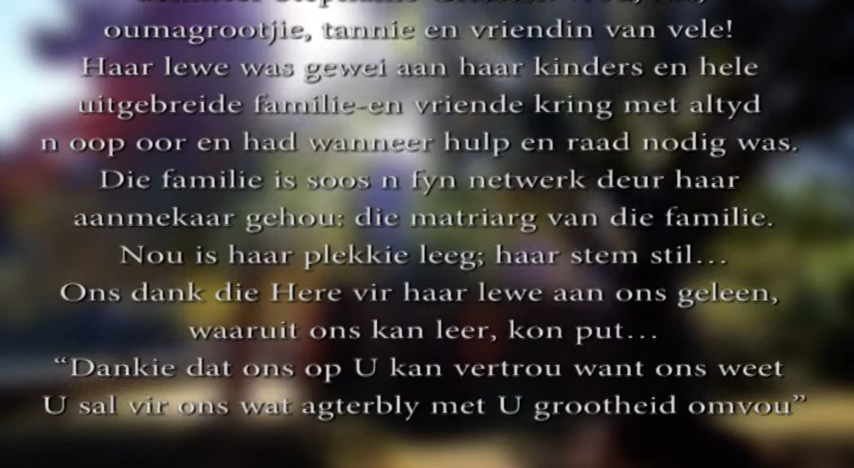 oumagrootjie, tannie en vriendin van vele!
Haar lewe was gewei aan haar kinders en hele
uitgebreide familie-en vriende kring met altyd
n oop oor en had wanneer hulp en raad nodig was.
Die familie is soos n fyn netwerk deur haar
aanmekaar gehou: die matriarg van die familie.
Nou is haar plekkie leeg; haar stem stil...
Ons dank die Here vir haar lewe aan ons geleen,
waaruit ons kan leer, kon put...
“Dankie dat ons op U kan vertrou want ons weet
U sal vir ons wat agterbly met U grootheid omvou”